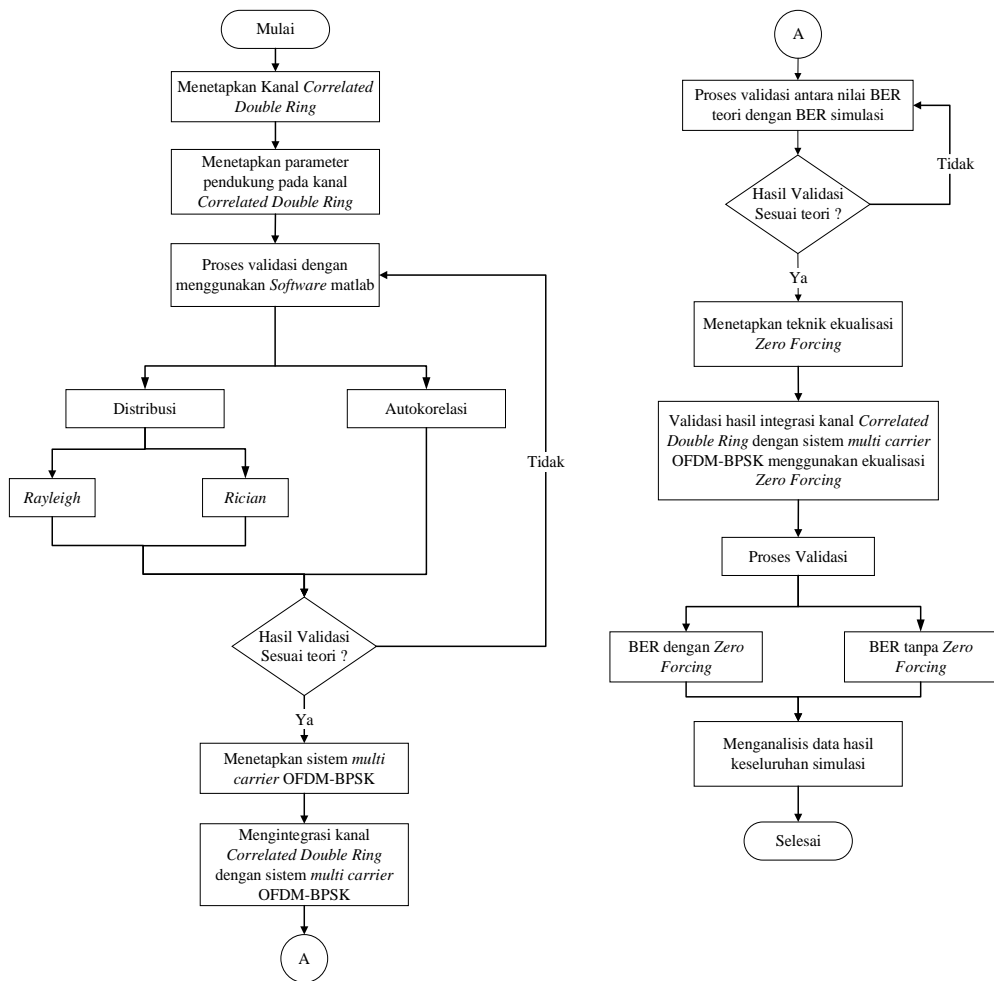 Mulai
Menetapkan Kanal Correlated
Double Ring
Menetapkan parameter
pendukung pada kanal
Correlated Double Ring
Proses validasi dengan
menggunakan Software matlab
Distribusi
Autokorelasi
Rayleigh
Rician
Tidak
Hasil Validasi
Sesuai teori ?
Ya
Menetapkan sistem multi
carrier OFDM-BPSK
Mengintegrasi kanal
Correlated Double Ring
dengan sistem multi carrier
OFDM-BPSK
A
A
Proses validasi antara nilai BER
teori dengan BER simulasi
Tidak
Hasil Validasi
Sesuai teori ?
Ya
Menetapkan teknik ekualisasi
Zero Forcing
Validasi hasil integrasi kanal Correlated
Double Ring dengan sistem multi carrier
OFDM-BPSK menggunakan ekualisasi
Zero Forcing
Proses Validasi
BER dengan Zero
Forcing
BER tanpa Zero
Forcing
Menganalisis data hasil
keseluruhan simulasi
Selesai